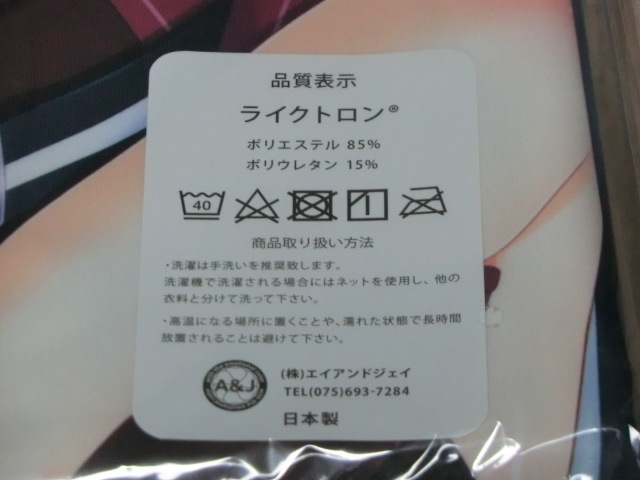 品質表示
ライクトロン®
ポリエステル 85%
ポリウレタン 15%
40
商品取り扱い方法
・洗濯は手洗いを推奨致します。
洗濯機で洗濯される場合にはネットを使用し、他の
衣料と分けて洗って下さい。
・高温になる場所に置くことや、濡れた状態で長時間
放置されることは避けて下さい。
A&J
(株)エイアンドジェイ
TEL(075)693-7284
日本製